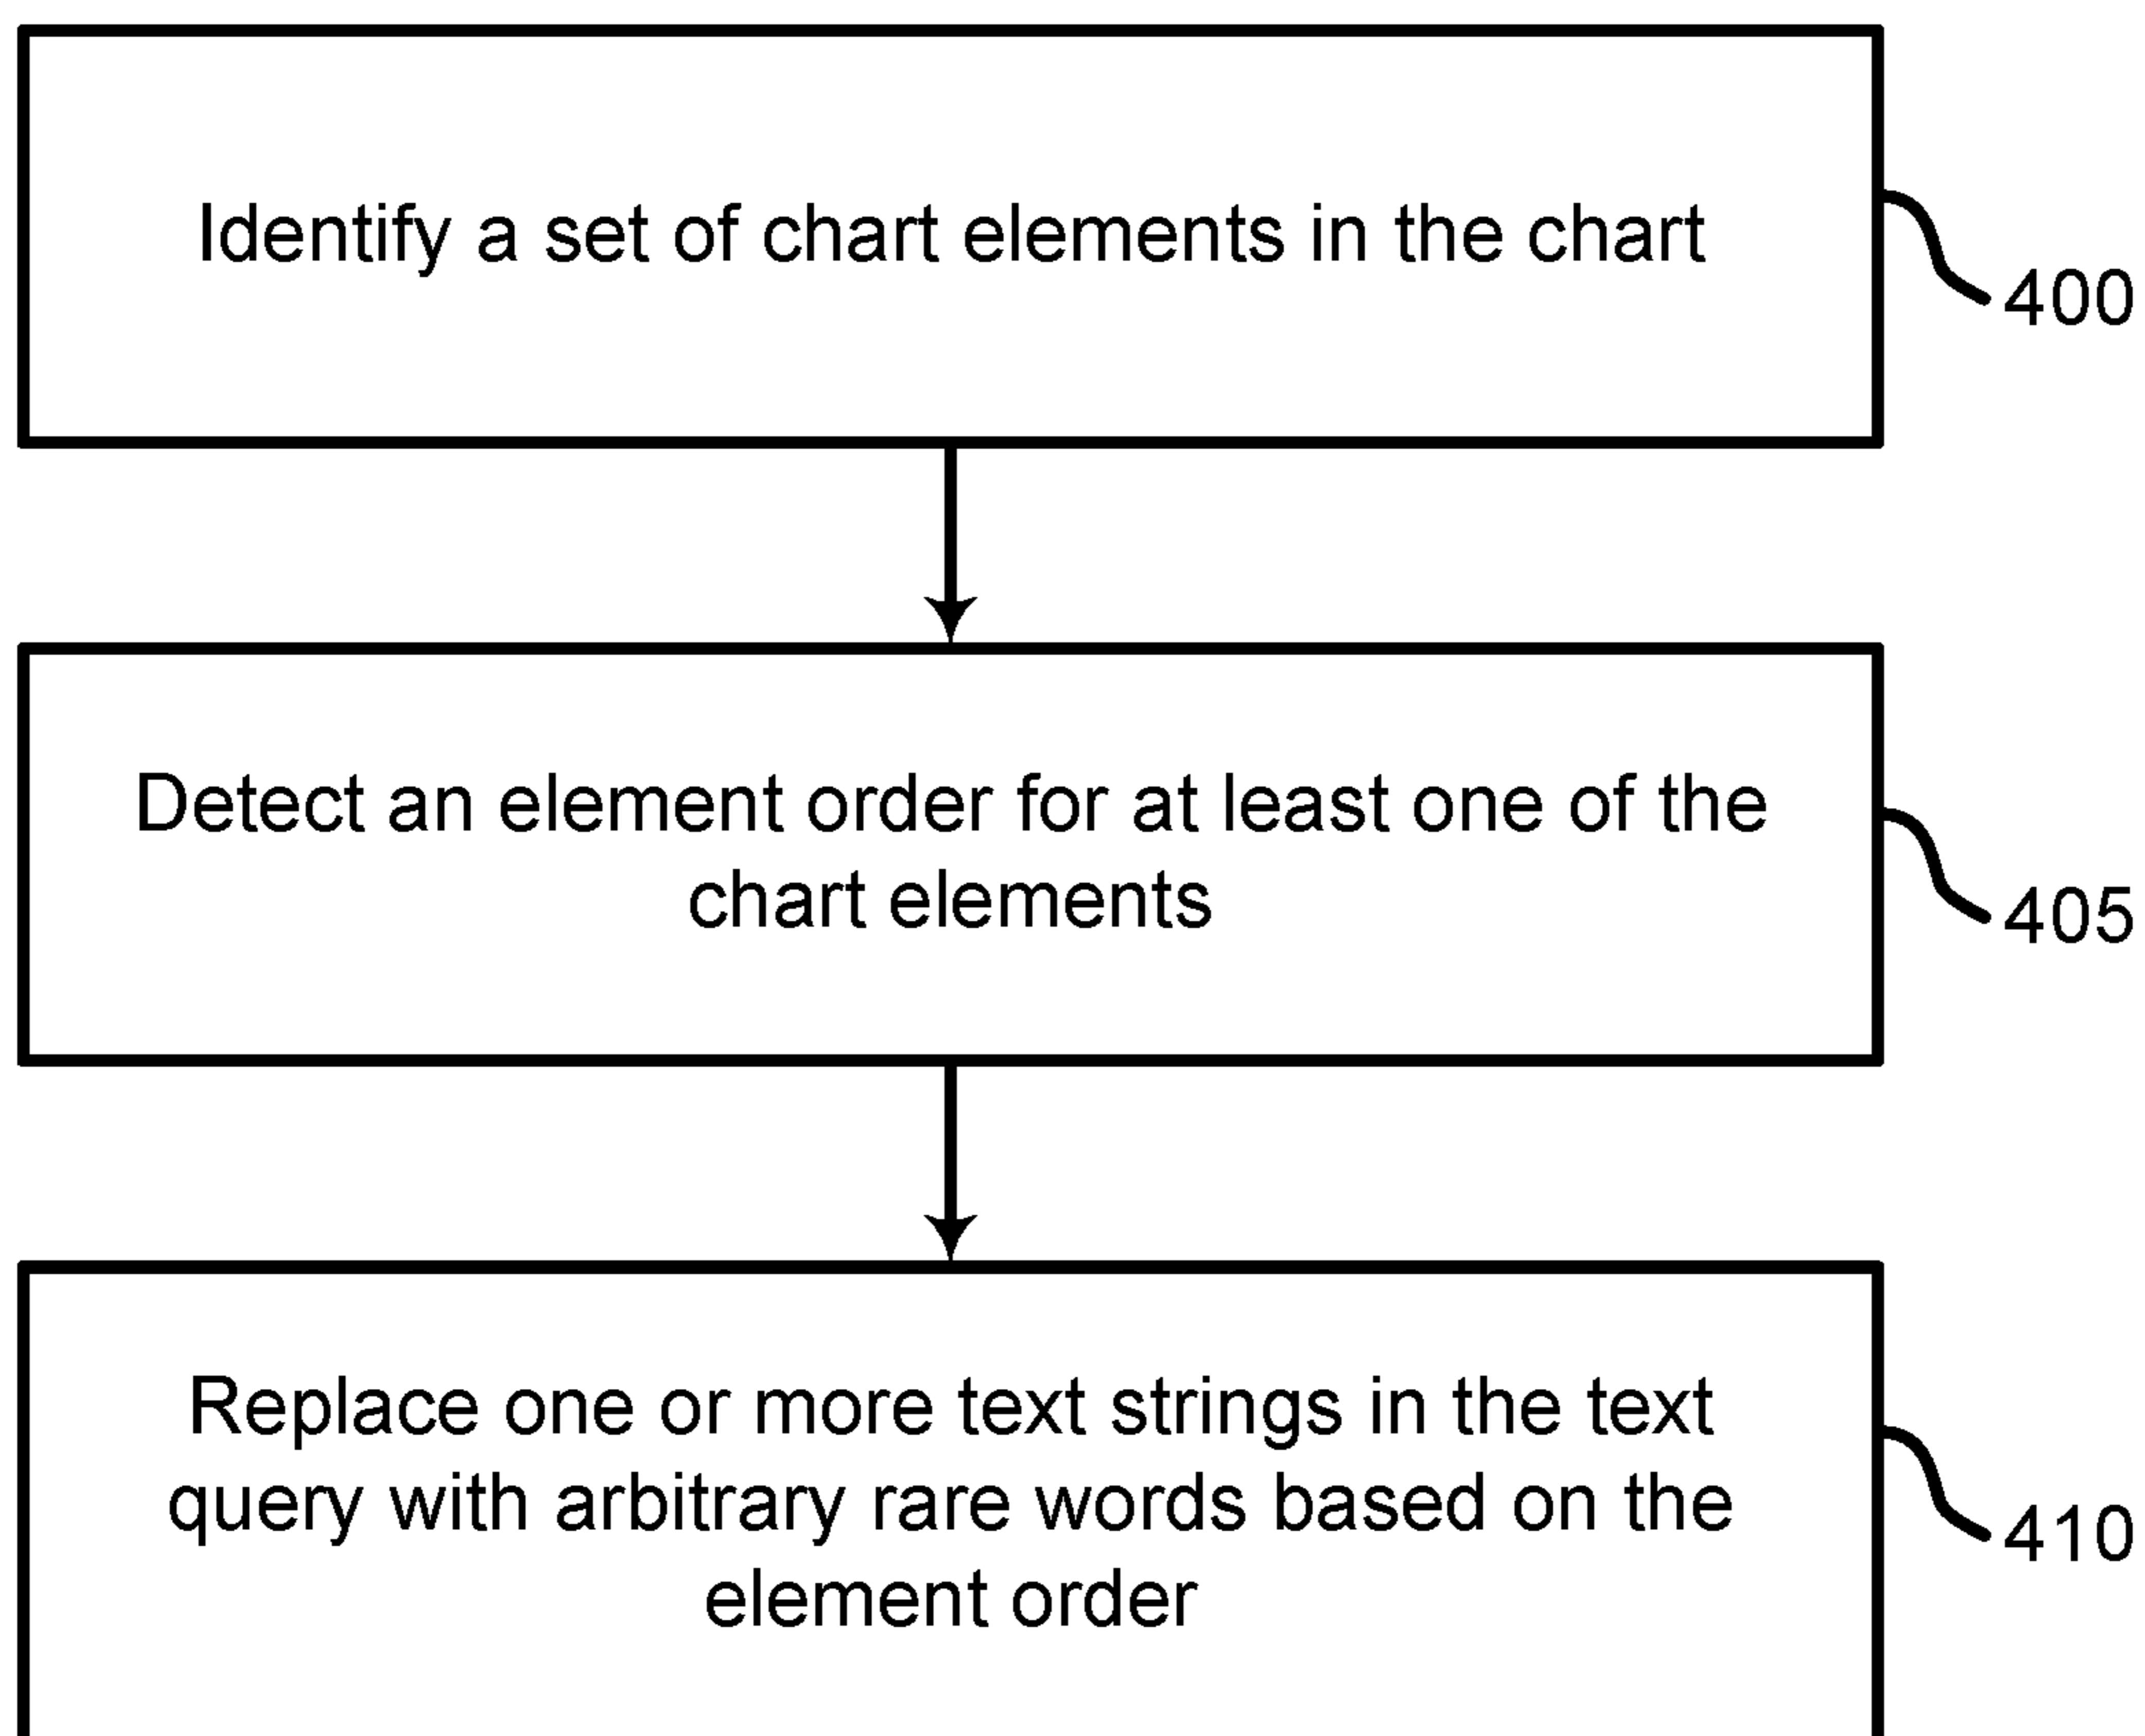 Identify a set of chart elements in the chart
400
Detect an element order for at least one of the
chart elements
405
Replace one or more text strings in the text
query with arbitrary rare words based on the
element order
410